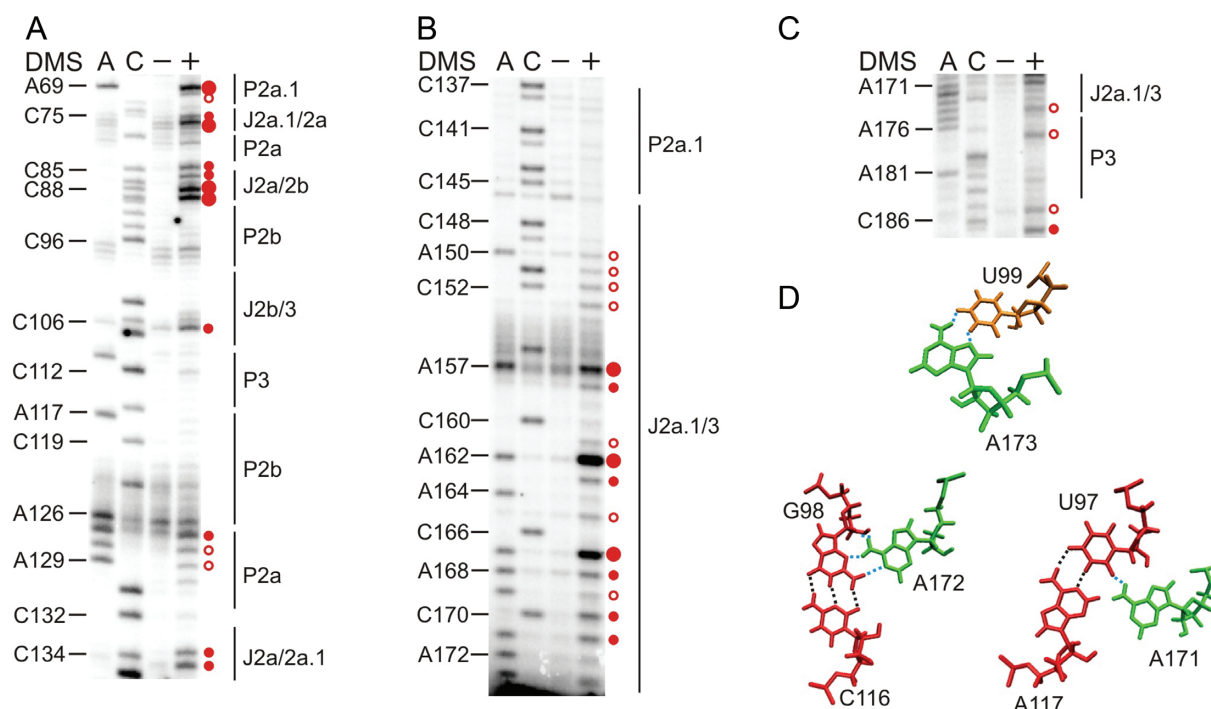 A
DMS A C − +
A69
C75
C85
C88
C96
C106
C112
A117
C119
A126
A129
C132
C134
P2a.1
J2a.1/2a
P2a
J2a/2b
P2b
J2b/3
P3
P2b
P2a
J2a/2a.1
B
DMS A C − +
C137
C141
C145
C148
A150
C152
A157
C160
A162
A164
C166
A168
C170
A172
P2a.1
J2a.1/3
C
DMS A C − +
A171
A176
A181
C186
J2a.1/3
P3
D
U99
A173
G98
A172
C116
U97
A171
A117